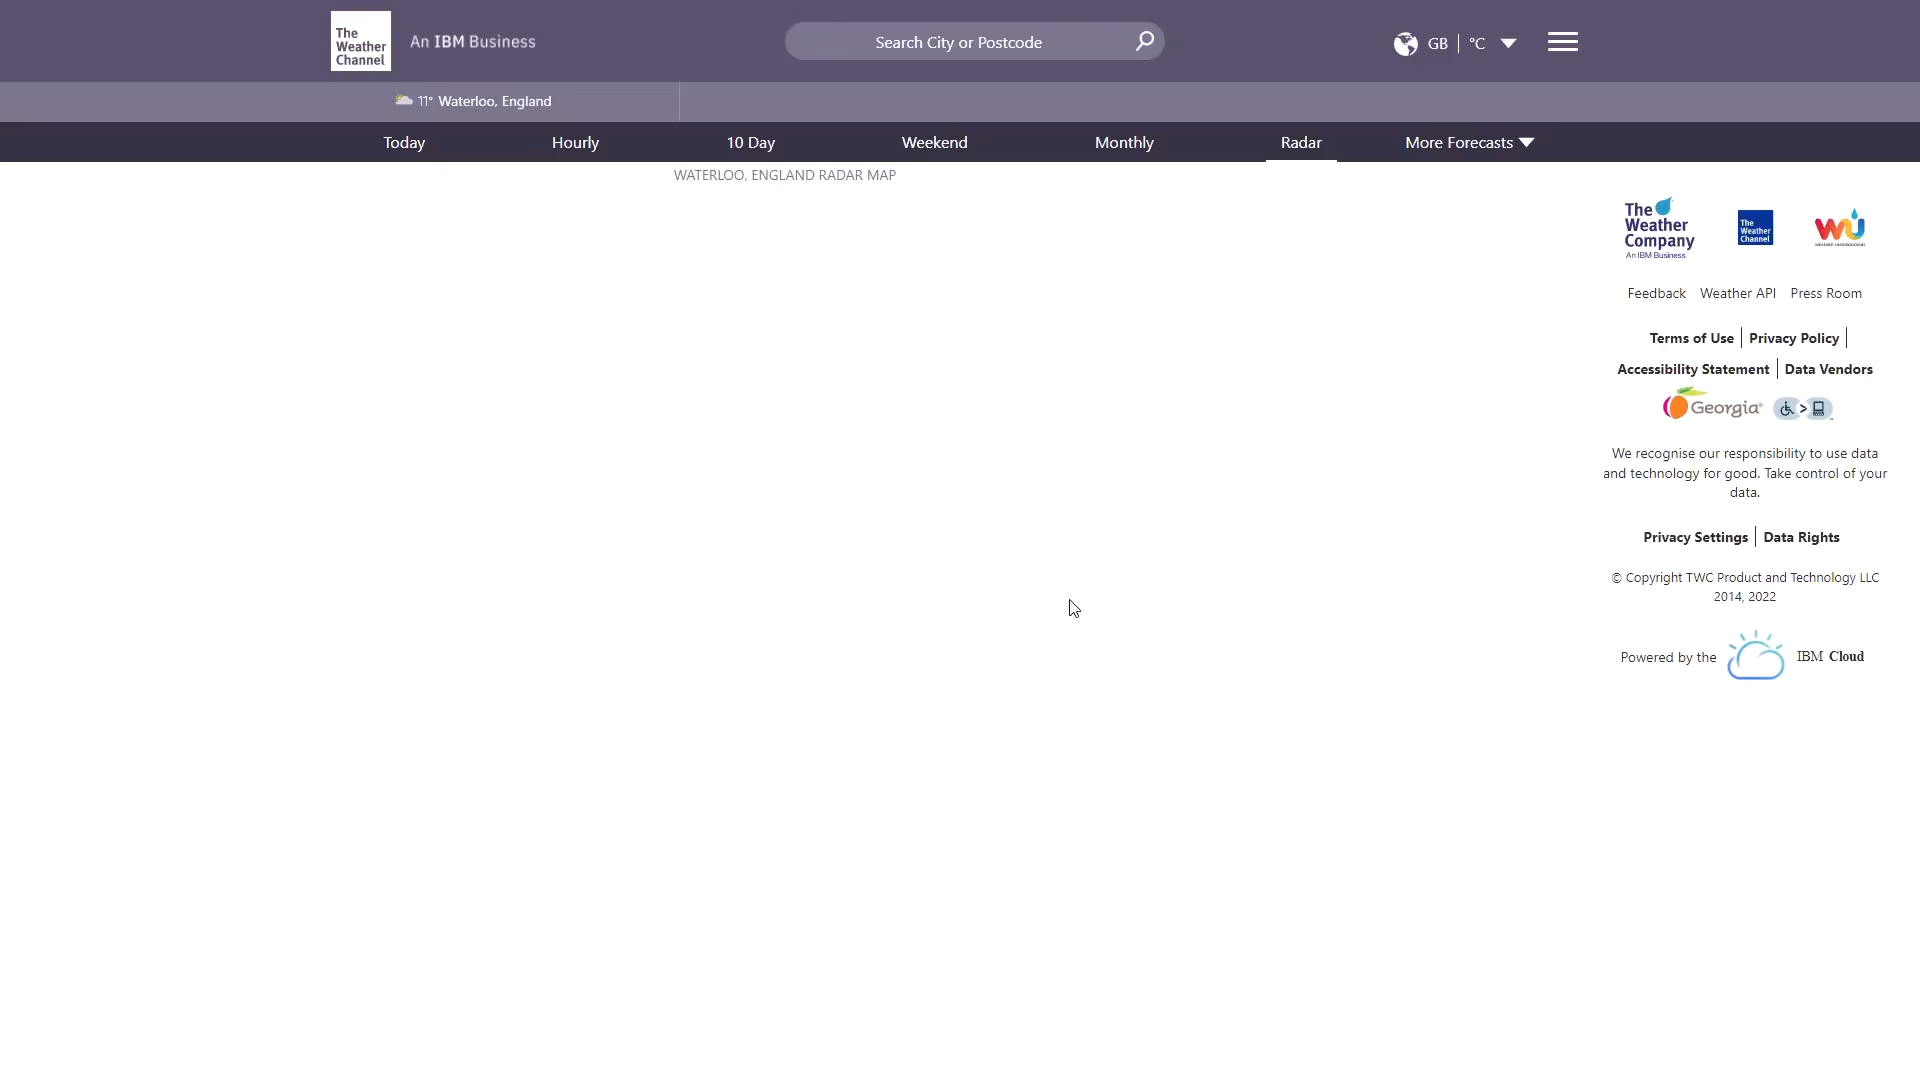 The
Weather
Channel
An IBM Business
Search City or Postcode
GB
°C
11° Waterloo, England
Today
Hourly
10 Day
Weekend
Monthly
Radar
More Forecasts
WATERLOO, ENGLAND RADAR MAP
The
Weather
Company
An IBM Business
The
Weather
Channel
WU
WEATHER UNDERGROUND
Feedback
Weather API
Press Room
Terms of Use
Privacy Policy
Accessibility Statement
Data Vendors
Georgia
We recognise our responsibility to use data
and technology for good. Take control of your
data.
Privacy Settings
Data Rights
© Copyright TWC Product and Technology LLC
2014, 2022
Powered by the
IBM Cloud